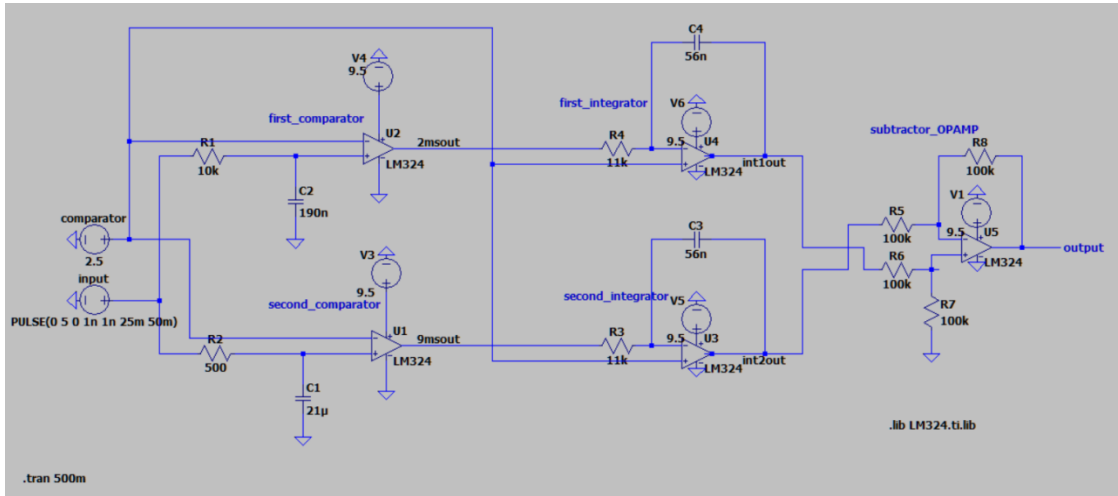 C4
56n
V4
9.5
V6
first_integrator
first_comparator
subtractor_OPAMP
U2
2msout
R4
11k
9.5
U4
LM324
int1out
R8
100k
R1
10k
LM324
C2
190n
V1
R5
100k
9.5
U5
LM324
output
comparator
2.5
C3
56n
R6
100k
input
V3
9.5
second_comparator
second_integrator
V5
R7
100k
PULSE(0 5 0 1n 1n 25m 50m)
R2
500
U1
9msout
R3
11k
9.5
U3
LM324
int2out
LM324
C1
21µ
.lib LM324.ti.lib
.tran 500m